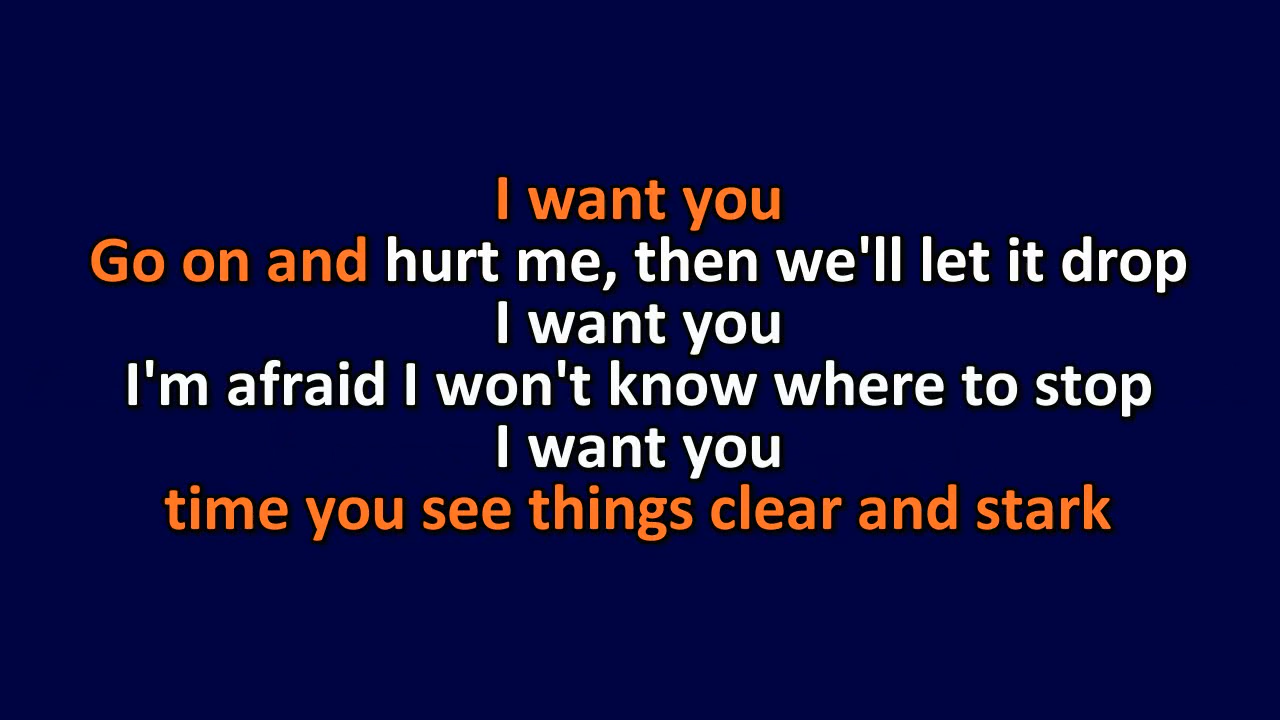 I want you
Go on and hurt me, then we'll let it drop
I want you
I'm afraid I won't know where to stop
I want you
time you see things clear and stark